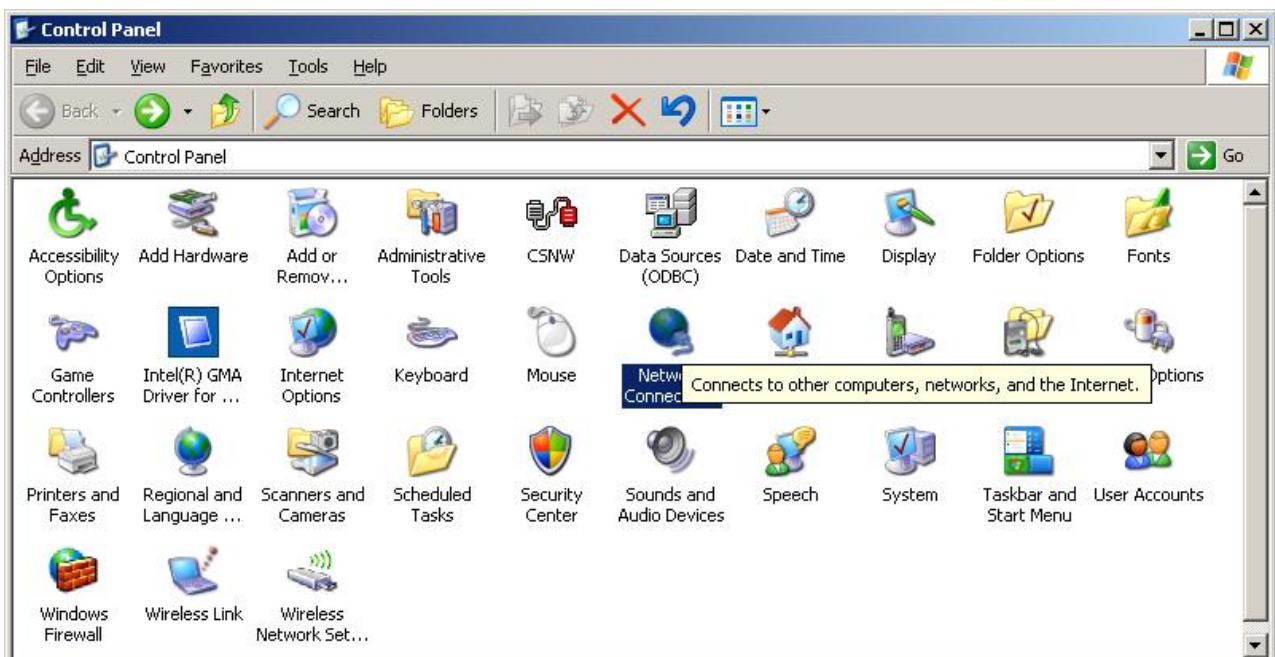 Control Panel
File Edit View Favorites Tools Help
Back Search Folders
Address Control Panel Go
Accessibility Options
Add Hardware
Add or Remov...
Administrative Tools
CSNW
Data Sources (ODBC)
Date and Time
Display
Folder Options
Fonts
Game Controllers
Intel(R) GMA Driver for ...
Internet Options
Keyboard
Mouse
Connects to other computers, networks, and the Internet.
Printers and Faxes
Regional and Language ...
Scanners and Cameras
Scheduled Tasks
Security Center
Sounds and Audio Devices
Speech
System
Taskbar and Start Menu
User Accounts
Windows Firewall
Wireless Link
Wireless Network Set...